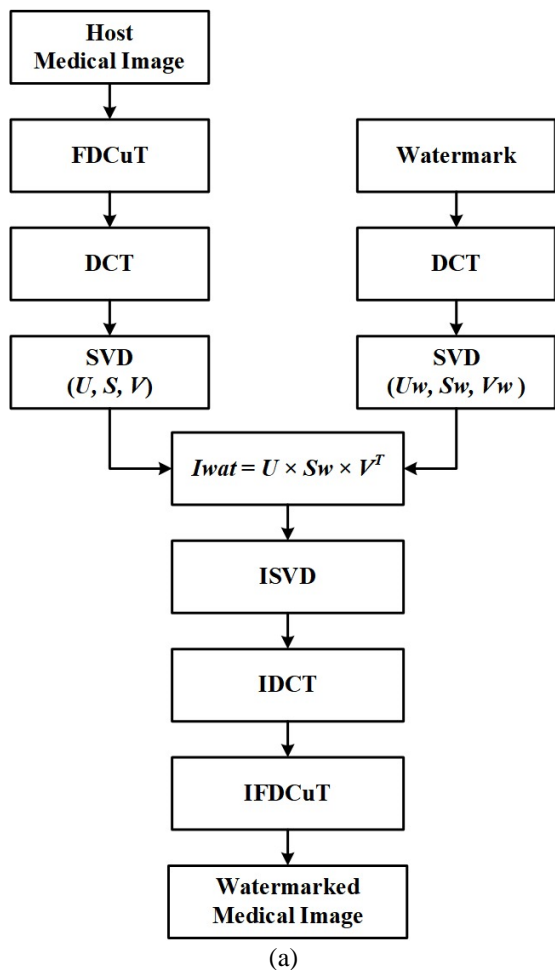 Host
Medical Image
FDCuT
Watermark
DCT
DCT
SVD
(U, S, V)
SVD
(Uw, Sw, Vw )
Iwat = U × Sw × V^T
ISVD
IDCT
IFDCuT
Watermarked
Medical Image
(a)